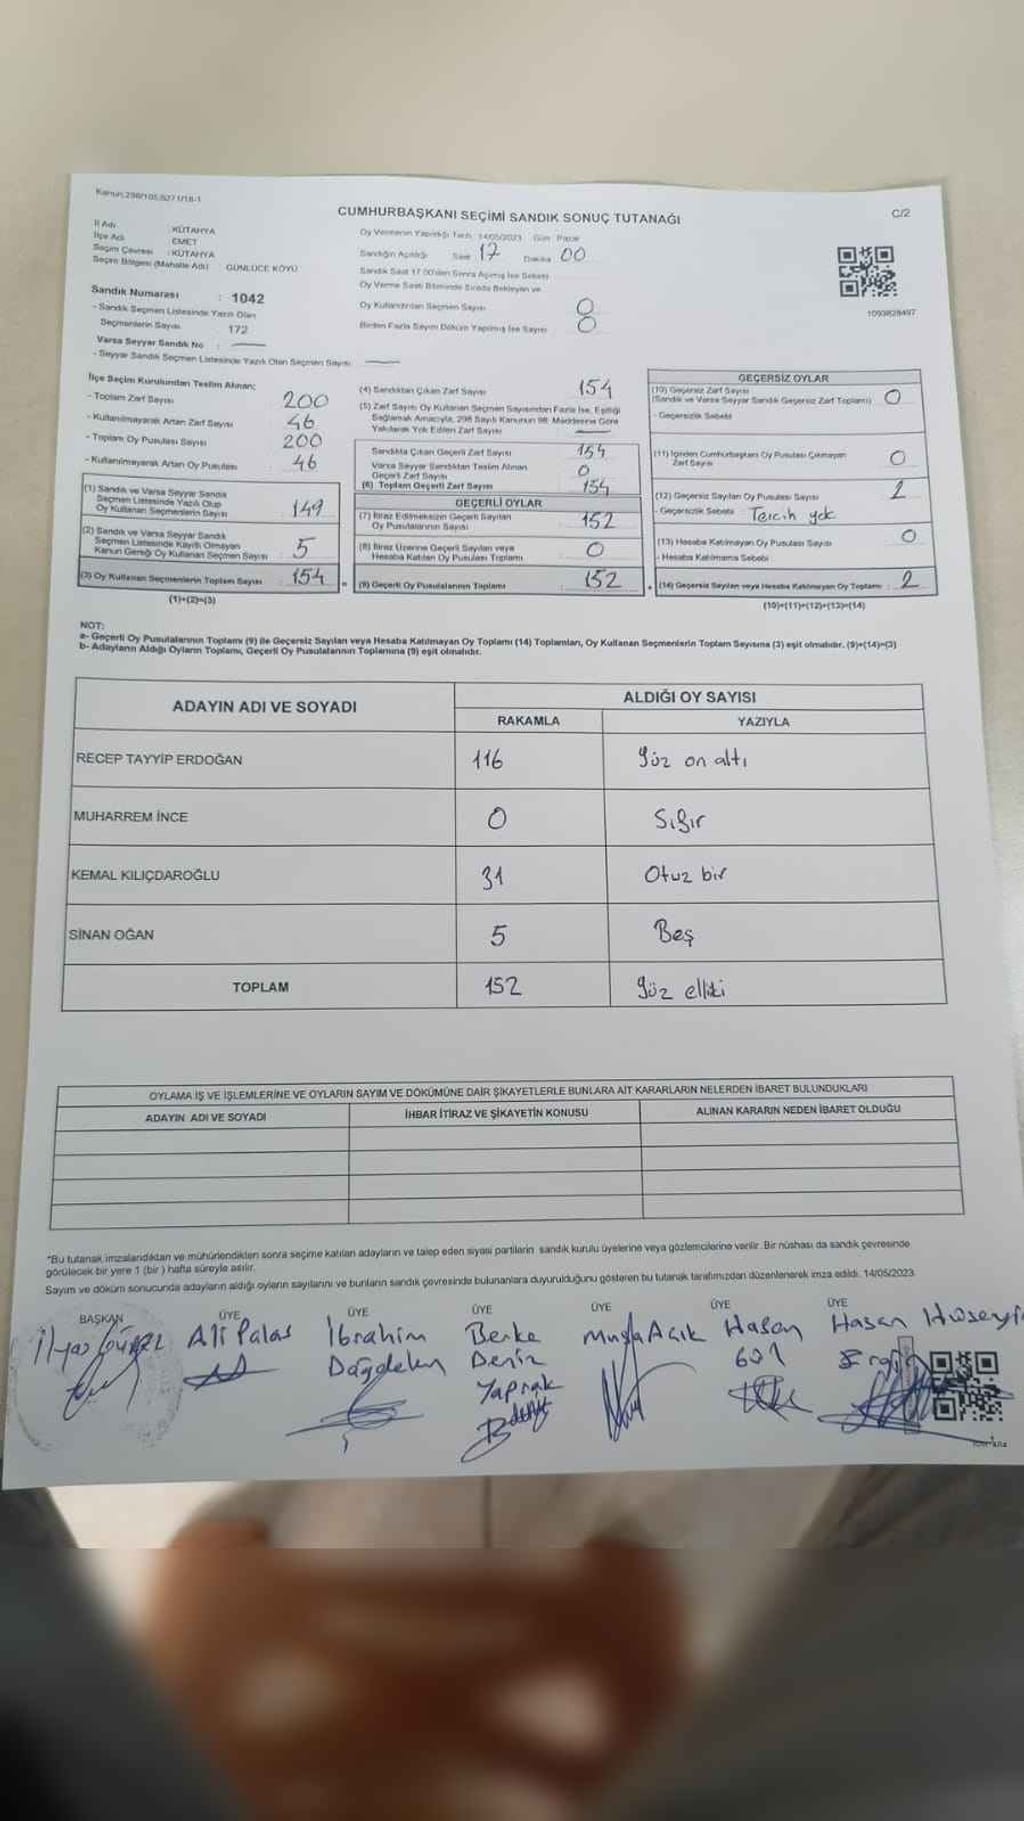 Kanun:298/105,6271/18-1
CUMHURBAŞKANI SEÇİMİ SANDIK SONUÇ TUTANAĞI
C/2
İl Adı : KÜTAHYA
İlçe Adı : EMET
Seçim Çevresi : KÜTAHYA
Seçim Bölgesi (Mahalle Adı) : GÜNLÜCE KÖYÜ
Sandık Numarası : 1042
- Sandık Seçmen Listesinde Yazılı Olan
Seçmenlerin Sayısı 172
Varsa Seyyar Sandık No :
- Seyyar Sandık Seçmen Listesinde Yazılı Olan Seçmen Sayısı
Oy Vermenin Yapıldığı Tarih 14/05/2023 Gün Pazar
Sandığın Açıldığı Saat 17 Dakika 00
Sandık Saat 17.00'den Sonra Açılmış İse Sebebi
Oy Verme Saati Bitiminde Sırada Bekleyen ve
Oy Kullandırılan Seçmen Sayısı 0
Birden Fazla Sayım Döküm Yapılmış İse Sayısı 0
1093828497
İlçe Seçim Kurulundan Teslim Alınan;
- Toplam Zarf Sayısı 200
- Kullanılmayarak Artan Zarf Sayısı 46
- Toplam Oy Pusulası Sayısı 200
- Kullanılmayarak Artan Oy Pusulası 46
(1) Sandık ve Varsa Seyyar Sandık
Seçmen Listesinde Yazılı Olup
Oy Kullanan Seçmenlerin Sayısı 149
(2) Sandık ve Varsa Seyyar Sandık
Seçmen Listesinde Kayıtlı Olmayan
Kanun Gereği Oy Kullanan Seçmen Sayısı 5
(3) Oy Kullanan Seçmenlerin Toplam Sayısı 154
(1)+(2)=(3)
(4) Sandıktan Çıkan Zarf Sayısı 154
(5) Zarf Sayısı Oy Kullanan Seçmen Sayısından Fazla İse, Eşitliği
Sağlamak Amacıyla, 298 Sayılı Kanunun 98. Maddesine Göre
Yakılarak Yok Edilen Zarf Sayısı
Sandıkta Çıkan Geçerli Zarf Sayısı 154
Varsa Seyyar Sandıktan Teslim Alınan
Geçerli Zarf Sayısı 0
(6) Toplam Geçerli Zarf Sayısı 154
GEÇERLİ OYLAR
(7) İtiraz Edilmeksizin Geçerli Sayılan
Oy Pusulalarının Sayısı 152
(8) İtiraz Üzerine Geçerli Sayılan veya
Hesaba Katılan Oy Pusulası Toplamı 0
(9) Geçerli Oy Pusulalarının Toplamı 152
GEÇERSİZ OYLAR
(10) Geçersiz Zarf Sayısı
(Sandık ve Varsa Seyyar Sandık Geçersiz Zarf Toplamı) 0
- Geçersizlik Sebebi
(11) İçinden Cumhurbaşkanı Oy Pusulası Çıkmayan
Zarf Sayısı 0
(12) Geçersiz Sayılan Oy Pusulası Sayısı 2
- Geçersizlik Sebebi Tercih yok
(13) Hesaba Katılmayan Oy Pusulası Sayısı 0
- Hesaba Katılmama Sebebi
(14) Geçersiz Sayılan veya Hesaba Katılmayan Oy Toplamı : 2
(10)+(11)+(12)+(13)=(14)
NOT:
a- Geçerli Oy Pusulalarının Toplamı (9) ile Geçersiz Sayılan veya Hesaba Katılmayan Oy Toplamı (14) Toplamları, Oy Kullanan Seçmenlerin Toplam Sayısına (3) eşit olmalıdır. (9)+(14)=(3)
b- Adayların Aldığı Oyların Toplamı, Geçerli Oy Pusulalarının Toplamına (9) eşit olmalıdır.
ADAYIN ADI VE SOYADI
ALDIĞI OY SAYISI
RAKAMLA YAZIYLA
RECEP TAYYİP ERDOĞAN 116 Yüz on altı
MUHARREM İNCE 0 Sıfır
KEMAL KILIÇDAROĞLU 31 Otuz bir
SİNAN OĞAN 5 Beş
TOPLAM 152 Yüz elliiki
OYLAMA İŞ VE İŞLEMLERİNE VE OYLARIN SAYIM VE DÖKÜMÜNE DAİR ŞİKAYETLERLE BUNLARA AİT KARARLARIN NELERDEN İBARET BULUNDUKLARI
ADAYIN ADI VE SOYADI İHBAR İTİRAZ VE ŞİKAYETİN KONUSU ALINAN KARARIN NEDEN İBARET OLDUĞU
*Bu tutanak imzalandıktan ve mühürlendikten sonra seçime katılan adayların ve talep eden siyasi partilerin sandık kurulu üyelerine veya gözlemcilerine verilir. Bir nüshası da sandık çevresinde
görülecek bir yere 1 (bir) hafta süreyle asılır.
Sayım ve döküm sonucunda adayların aldığı oyların sayılarını ve bunların sandık çevresinde bulunanlara duyurulduğunu gösteren bu tutanak tarafımızdan düzenlenerek imza edildi. 14/05/2023
BAŞKAN ÜYE ÜYE ÜYE ÜYE ÜYE ÜYE
İlyas Ali Palas İbrahim Berke Musta Açık Hasan Hasan Hüseyin
Dağdelen Deniz
Yaprak